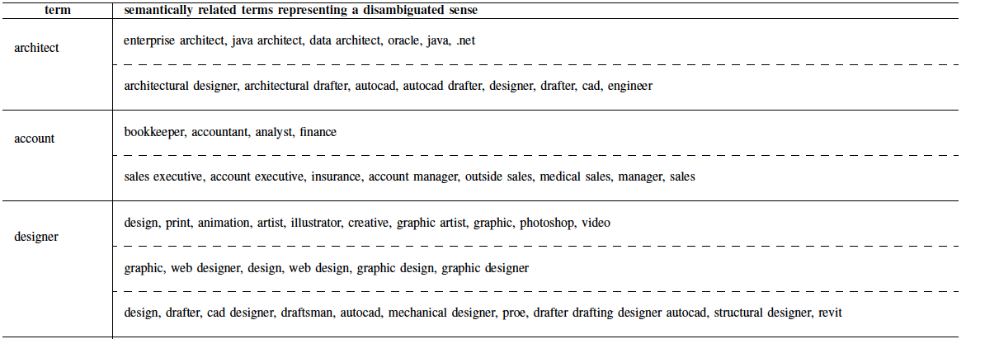 term semantically related terms representing a disambiguated sense
architect
enterprise architect, java architect, data architect, oracle, java, .net
architectural designer, architectural drafter, autocad, autocad drafter, designer, drafter, cad, engineer
account
bookkeeper, accountant, analyst, finance
sales executive, account executive, insurance, account manager, outside sales, medical sales, manager, sales
designer
design, print, animation, artist, illustrator, creative, graphic artist, graphic, photoshop, video
graphic, web designer, design, web design, graphic design, graphic designer
design, drafter, cad designer, draftsman, autocad, mechanical designer, proe, drafter drafting designer autocad, structural designer, revit